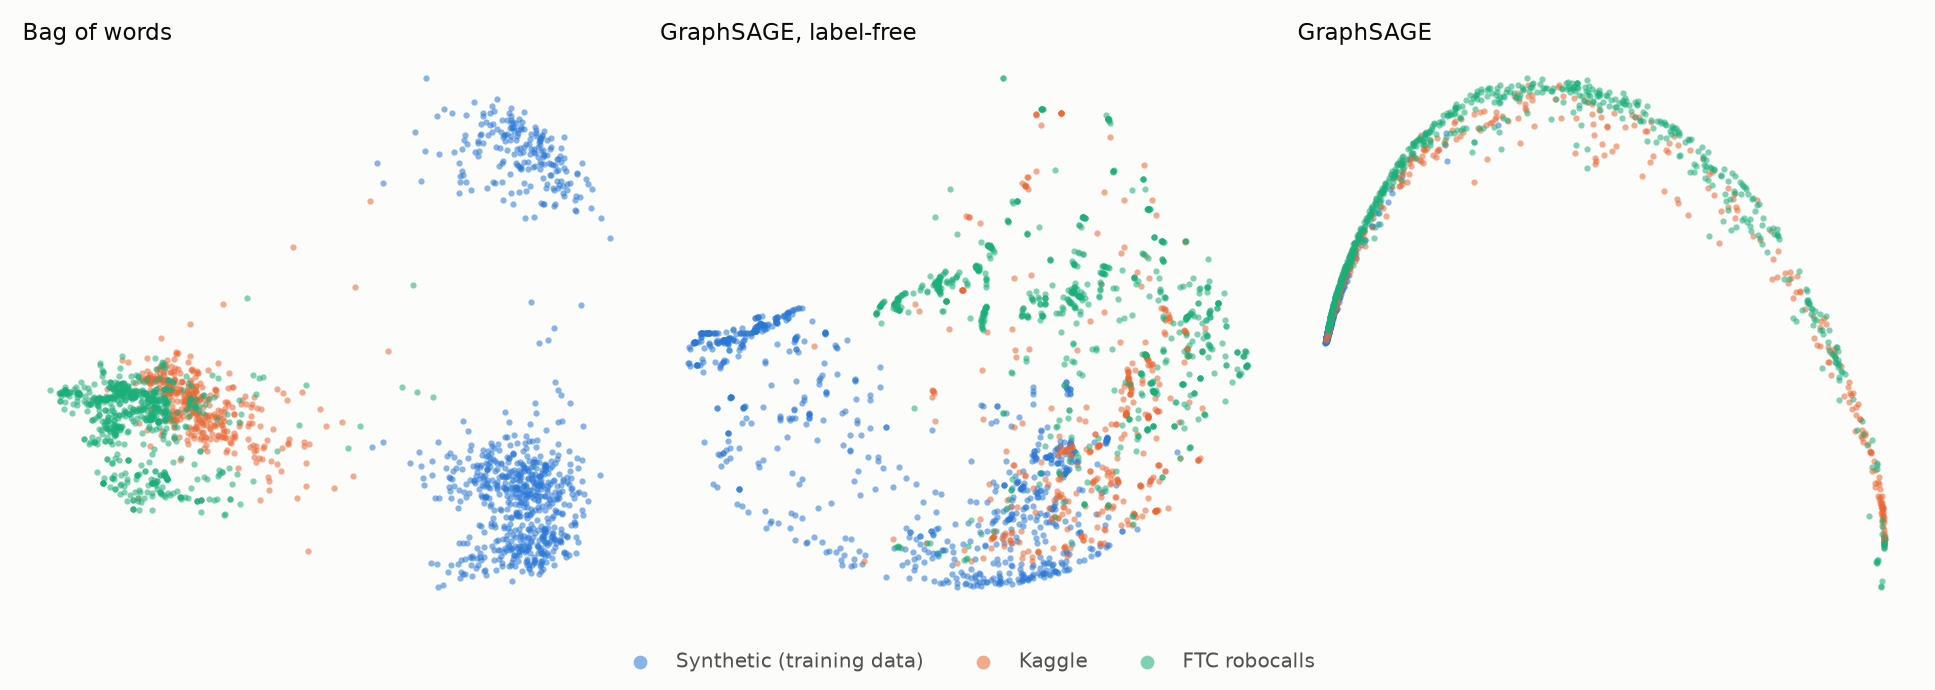 Bag of words
GraphSAGE, label-free
GraphSAGE
Synthetic (training data)
Kaggle
FTC robocalls